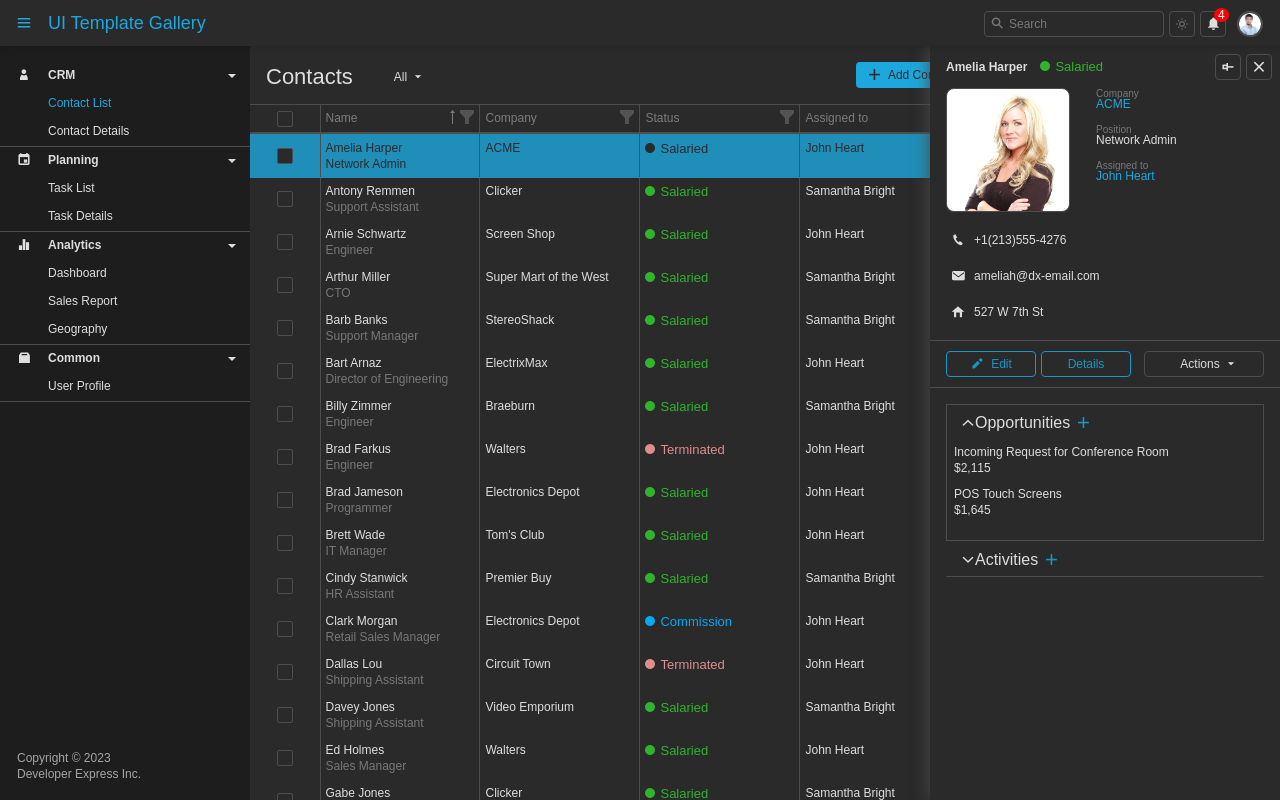 UI Template Gallery
Search
4
CRM
Contact List
Contact Details
Planning
Task List
Task Details
Analytics
Dashboard
Sales Report
Geography
Common
User Profile
Copyright © 2023
Developer Express Inc.
Contacts
All
Add Co
Name
Company
Status
Assigned to
Amelia Harper
Network Admin
ACME
Salaried
John Heart
Antony Remmen
Support Assistant
Clicker
Salaried
Samantha Bright
Arnie Schwartz
Engineer
Screen Shop
Salaried
John Heart
Arthur Miller
CTO
Super Mart of the West
Salaried
Samantha Bright
Barb Banks
Support Manager
StereoShack
Salaried
Samantha Bright
Bart Arnaz
Director of Engineering
ElectrixMax
Salaried
John Heart
Billy Zimmer
Engineer
Braeburn
Salaried
Samantha Bright
Brad Farkus
Engineer
Walters
Terminated
John Heart
Brad Jameson
Programmer
Electronics Depot
Salaried
John Heart
Brett Wade
IT Manager
Tom's Club
Salaried
John Heart
Cindy Stanwick
HR Assistant
Premier Buy
Salaried
Samantha Bright
Clark Morgan
Retail Sales Manager
Electronics Depot
Commission
John Heart
Dallas Lou
Shipping Assistant
Circuit Town
Terminated
John Heart
Davey Jones
Shipping Assistant
Video Emporium
Salaried
Samantha Bright
Ed Holmes
Sales Manager
Walters
Salaried
John Heart
Gabe Jones
Clicker
Salaried
Samantha Bright
Amelia Harper
Salaried
Company
ACME
Position
Network Admin
Assigned to
John Heart
+1(213)555-4276
ameliah@dx-email.com
527 W 7th St
Edit
Details
Actions
Opportunities
Incoming Request for Conference Room
$2,115
POS Touch Screens
$1,645
Activities